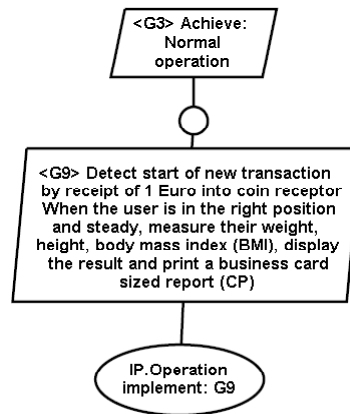 <G3> Achieve:
Normal
operation
<G9> Detect start of new transaction
by receipt of 1 Euro into coin receptor
When the user is in the right position
and steady, measure their weight,
height, body mass index (BMI), display
the result and print a business card
sized report (CP)
IP.Operation
implement: G9